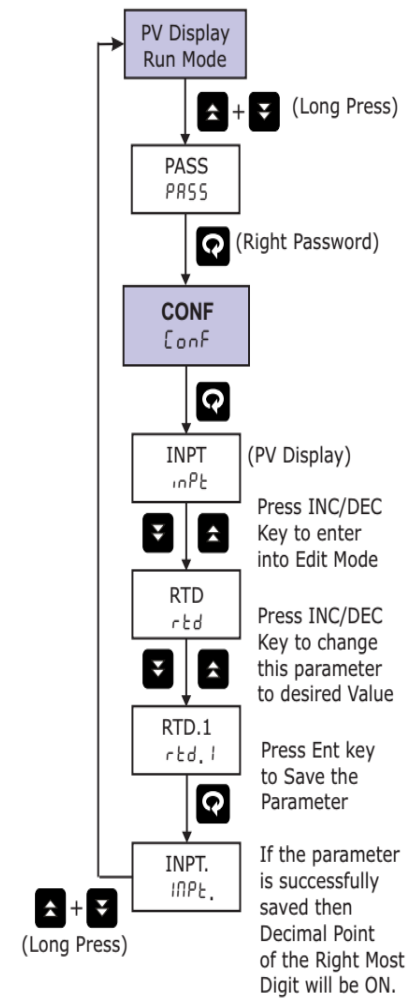 PV Display
Run Mode
+
(Long Press)
PASS
PASS
(Right Password)
CONF
ConF
INPT
(PV Display)
inPt
Press INC/DEC
Key to enter
into Edit Mode
RTD
rtd
Press INC/DEC
Key to change
this parameter
to desired Value
RTD.1
rtd.1
Press Ent key
to Save the
Parameter
INPT.
INPt.
If the parameter
is successfully
saved then
Decimal Point
of the Right Most
Digit will be ON.
+
(Long Press)